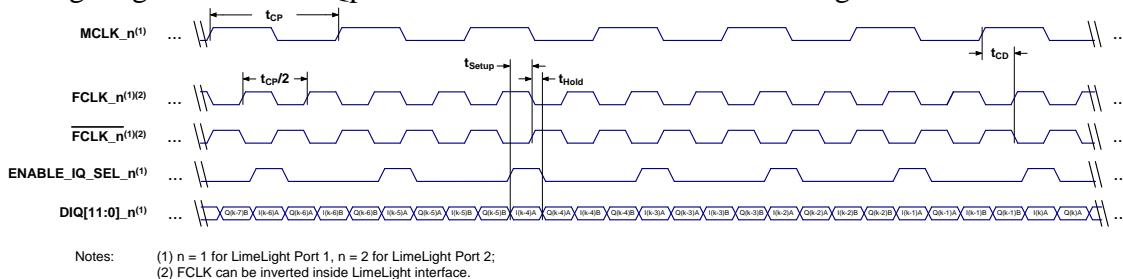 MCLK_n(1) ... tCP ..
tSetup tHold tCD
FCLK_n(1)(2) ... tCP/2 ..
FCLK_n(1)(2) ... ..
ENABLE_IQ_SEL_n(1) ... ..
DIQ[11:0]_n(1) ... Q(k-7)B I(k-6)A Q(k-6)A I(k-6)B Q(k-6)B I(k-5)A Q(k-5)A I(k-5)B Q(k-5)B I(k-4)A Q(k-4)A I(k-4)B Q(k-4)B I(k-3)A Q(k-3)A I(k-3)B Q(k-3)B I(k-2)A Q(k-2)A I(k-2)B Q(k-2)B I(k-1)A Q(k-1)A I(k-1)B Q(k-1)B I(k)A Q(k)A ..
Notes: (1) n = 1 for LimeLight Port 1, n = 2 for LimeLight Port 2;
(2) FCLK can be inverted inside LimeLight interface.